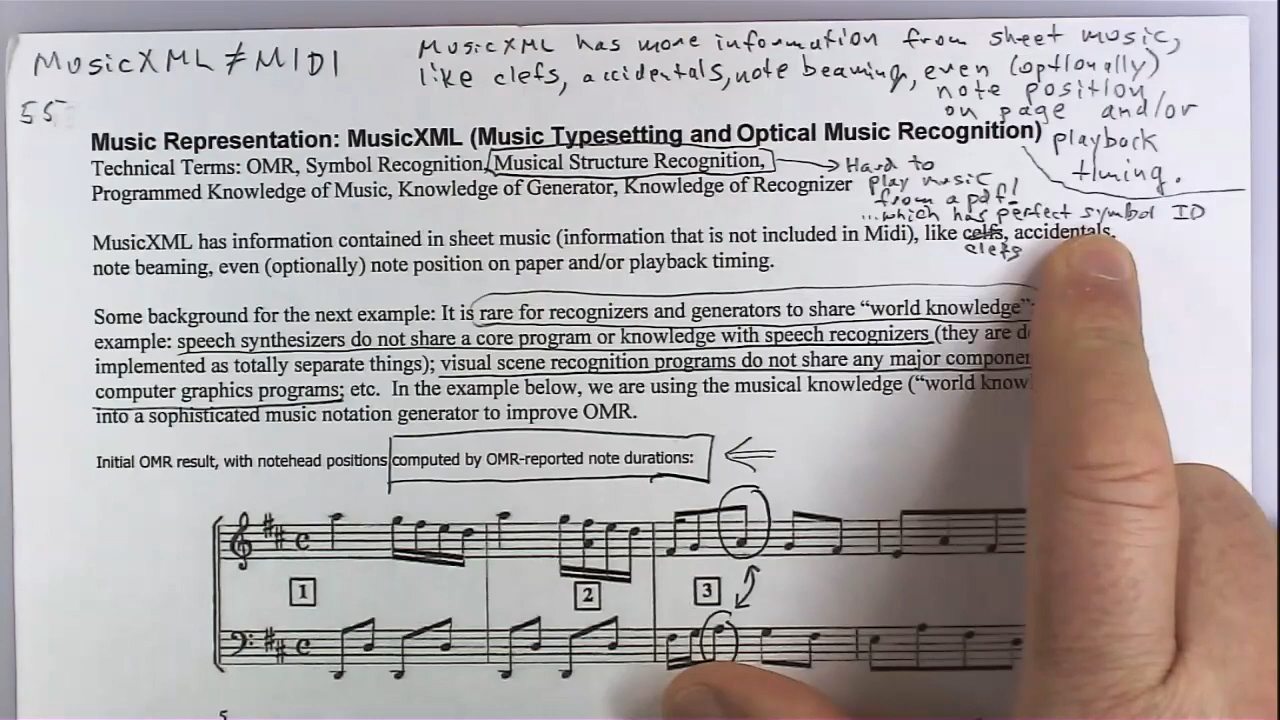 MusicXML ≠ MIDI
MusicXML has more information from sheet music,
like clefs, accidentals, note beaming, even (optionally)
note position
on page and/or
playback
timing.
55
Music Representation: MusicXML (Music Typesetting and Optical Music Recognition)
Technical Terms: OMR, Symbol Recognition, Musical Structure Recognition,
Programmed Knowledge of Music, Knowledge of Generator, Knowledge of Recognizer
Hard to
play music
from a pdf!
...which has perfect symbol ID
MusicXML has information contained in sheet music (information that is not included in Midi), like celfs, accidentals,
clefs
note beaming, even (optionally) note position on paper and/or playback timing.
Some background for the next example: It is rare for recognizers and generators to share “world knowledge”
example: speech synthesizers do not share a core program or knowledge with speech recognizers (they are
implemented as totally separate things); visual scene recognition programs do not share any major
computer graphics programs; etc. In the example below, we are using the musical knowledge (“world
into a sophisticated music notation generator to improve OMR.
Initial OMR result, with notehead positions computed by OMR-reported note durations:
1
2
3
5